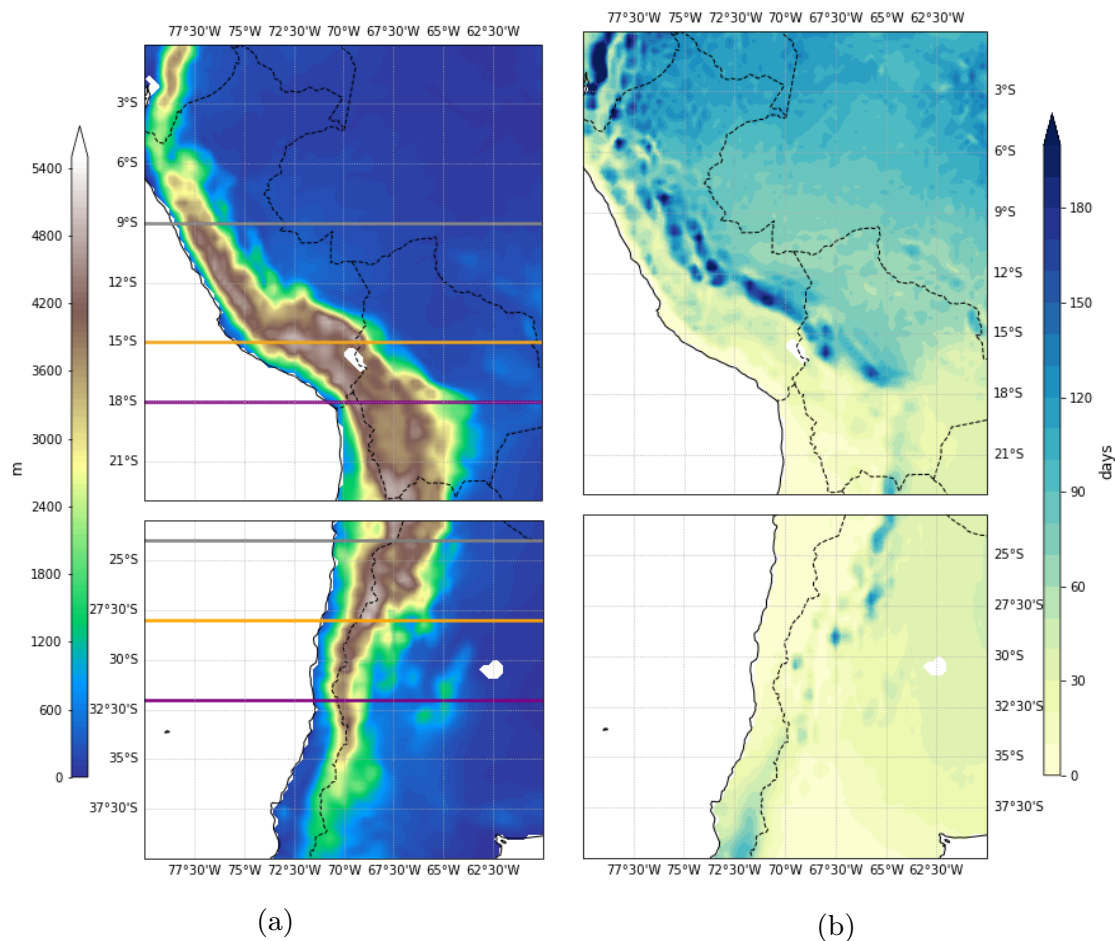 77°30'W 75°W 72°30'W 70°W 67°30'W 65°W 62°30'W
3°S
6°S
9°S
12°S
15°S
18°S
21°S
25°S
27°30'S
30°S
32°30'S
35°S
37°30'S
77°30'W 75°W 72°30'W 70°W 67°30'W 65°W 62°30'W
5400
4800
4200
3600
3000
2400
1800
1200
600
0
m
(a)
77°30'W 75°W 72°30'W 70°W 67°30'W 65°W 62°30'W
3°S
6°S
9°S
12°S
15°S
18°S
21°S
25°S
27°30'S
30°S
32°30'S
35°S
37°30'S
77°30'W 75°W 72°30'W 70°W 67°30'W 65°W 62°30'W
180
150
120
90
60
30
0
days
(b)